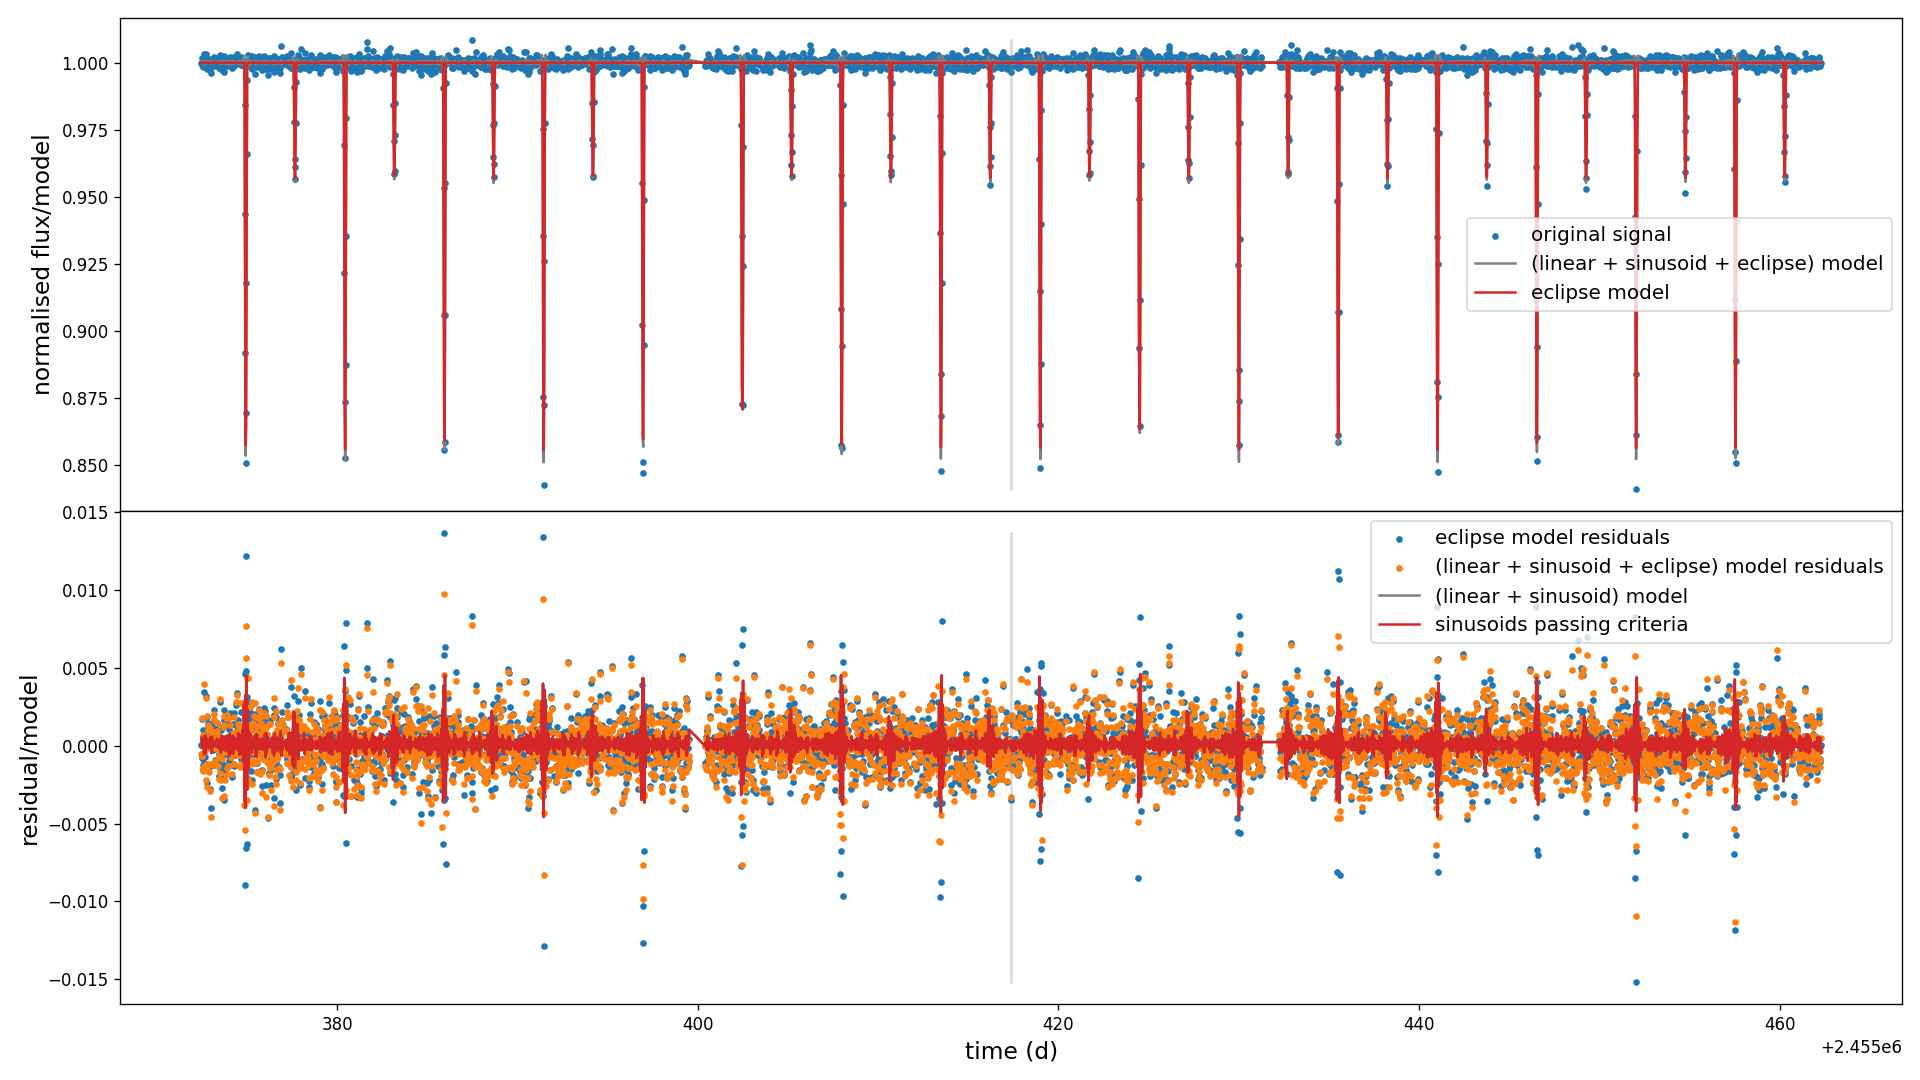 1.000
0.975
0.950
0.925
0.900
0.875
0.850
normalised flux/model
original signal
(linear + sinusoid + eclipse) model
eclipse model
0.015
0.010
0.005
0.000
−0.005
−0.010
−0.015
residual/model
eclipse model residuals
(linear + sinusoid + eclipse) model residuals
(linear + sinusoid) model
sinusoids passing criteria
380
400
420
440
460
time (d)
+2.455e6